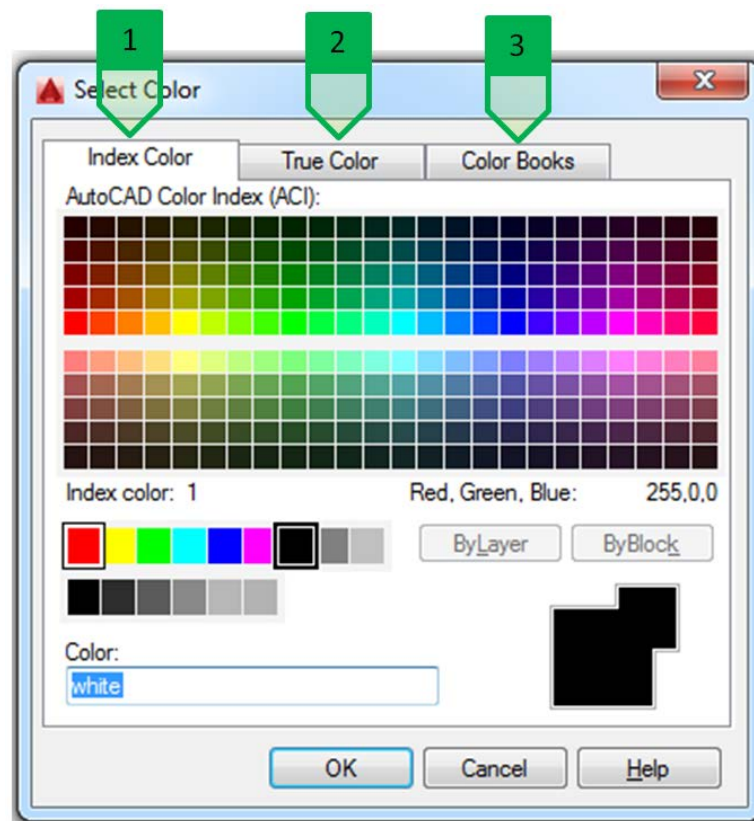 1 2 3
Select Color x
Index Color True Color Color Books
AutoCAD Color Index (ACI):
Index color: 1 Red, Green, Blue: 255,0,0
ByLayer ByBlock
Color:
white
OK Cancel Help